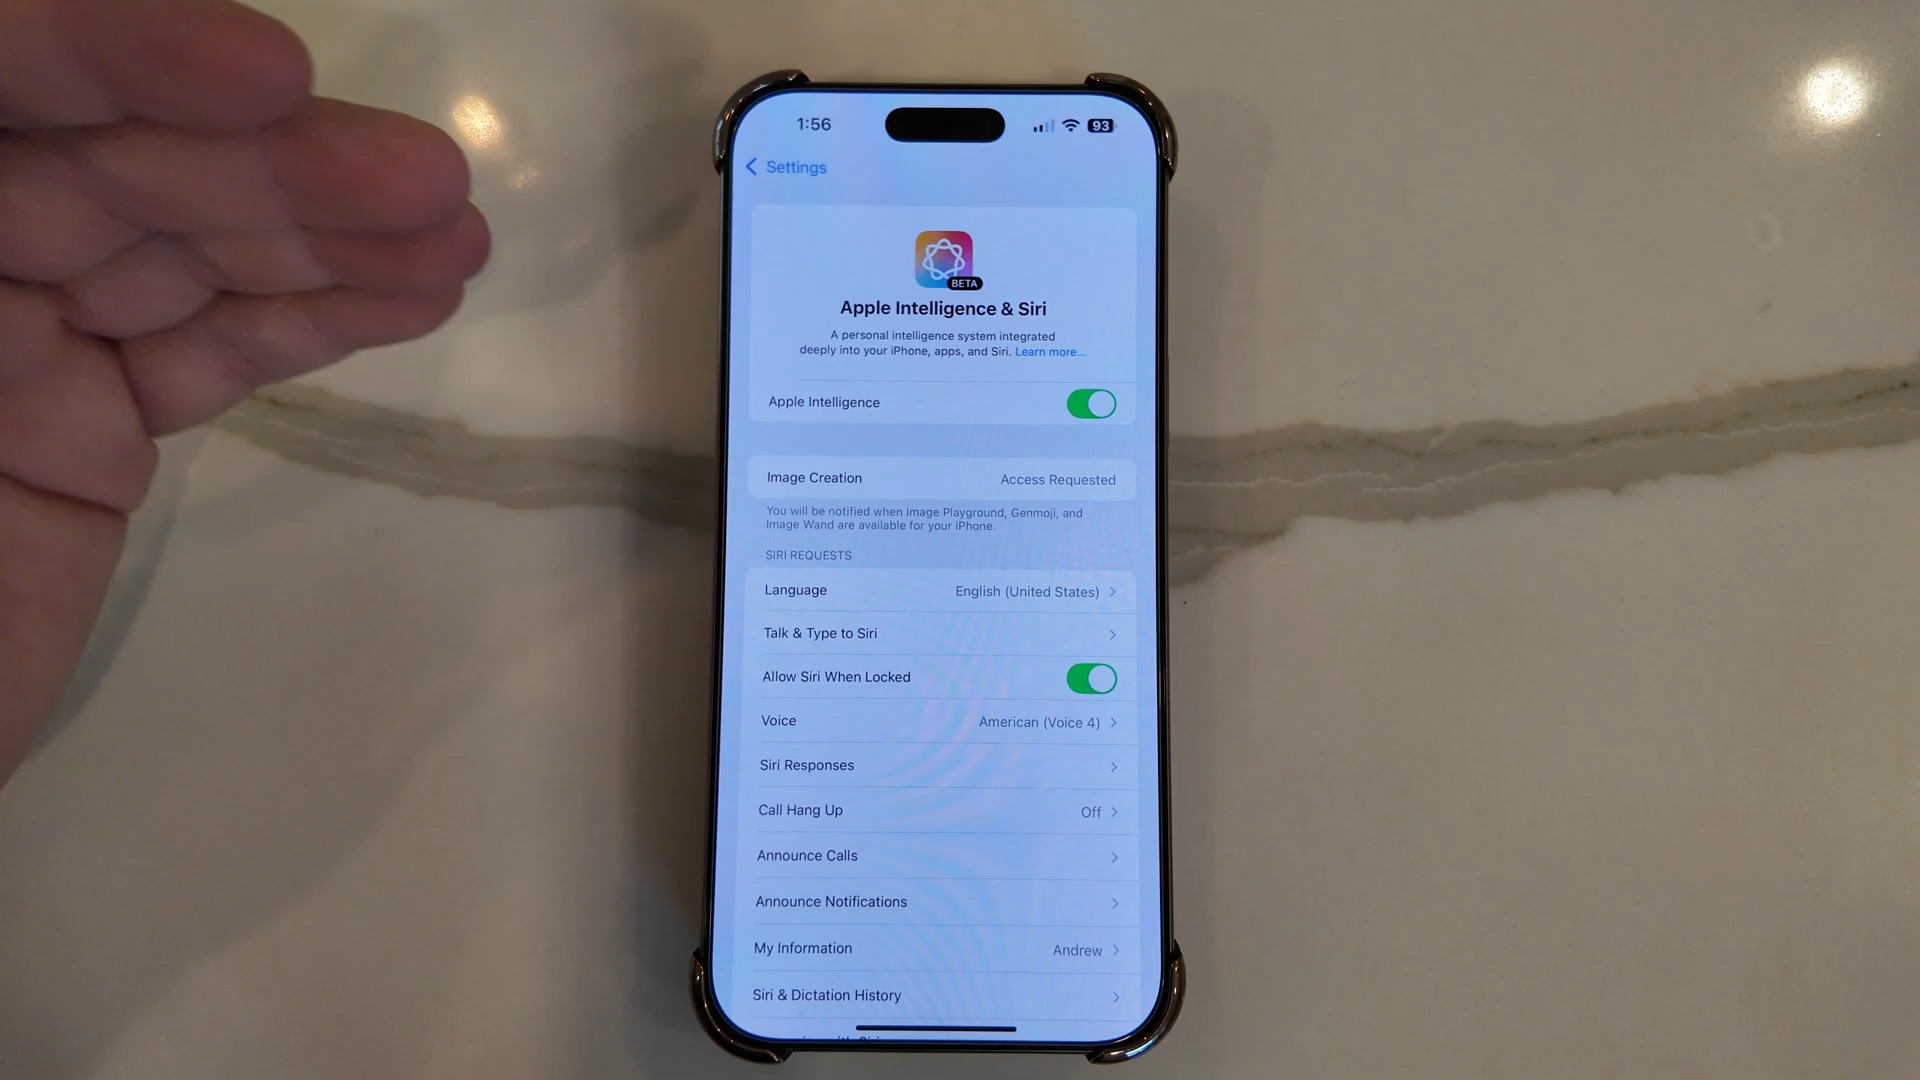 1:56
93
Settings
BETA
Apple Intelligence & Siri
A personal intelligence system integrated
deeply into your iPhone, apps, and Siri. Learn more...
Apple Intelligence
Image Creation Access Requested
You will be notified when Image Playground, Genmoji, and
Image Wand are available for your iPhone.
SIRI REQUESTS
Language English (United States)
Talk & Type to Siri
Allow Siri When Locked
Voice American (Voice 4)
Siri Responses
Call Hang Up Off
Announce Calls
Announce Notifications
My Information Andrew
Siri & Dictation History